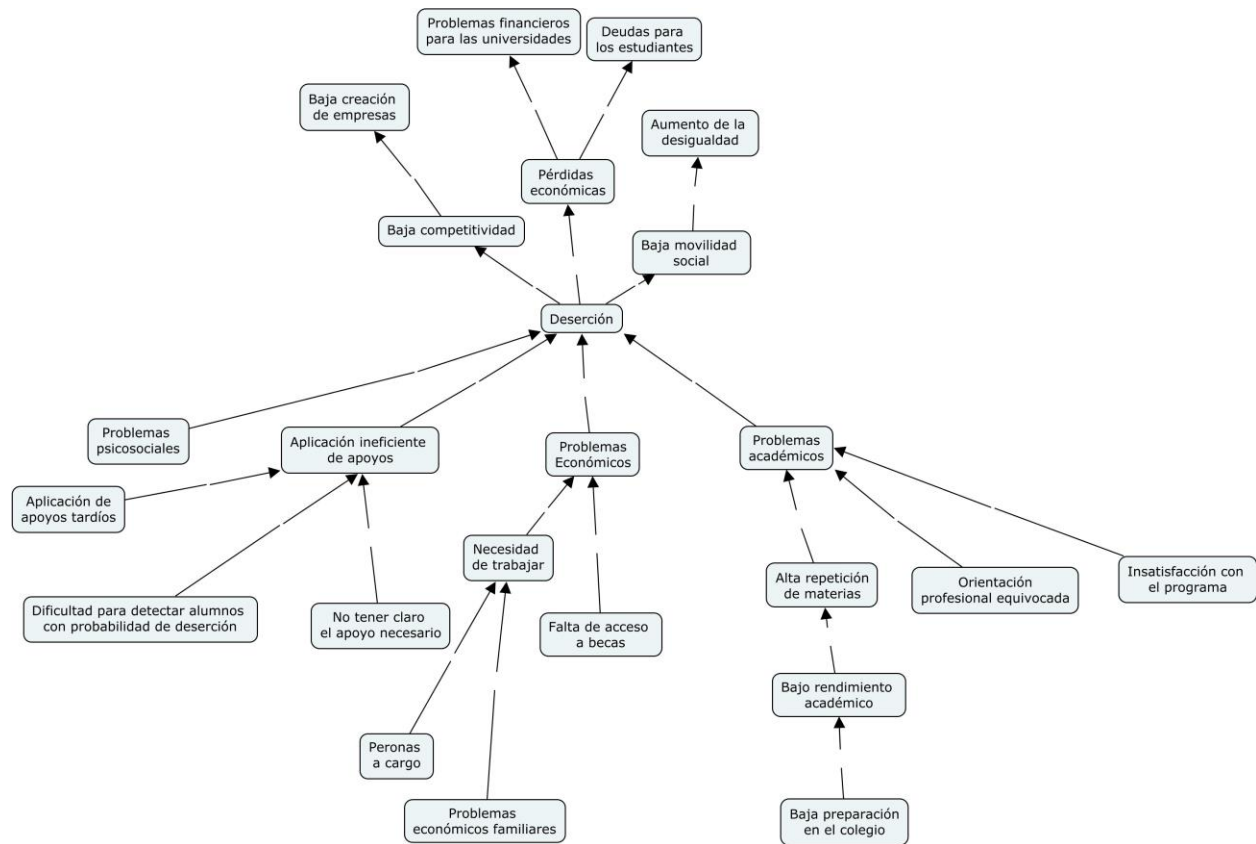 Problemas financieros
para las universidades
Deudas para
los estudiantes
Baja creación
de empresas
Aumento de la
desigualdad
Pérdidas
económicas
Baja competitividad
Baja movilidad
social
Deserción
Problemas
psicosociales
Aplicación ineficiente
de apoyos
Problemas
Económicos
Problemas
académicos
Aplicación de
apoyos tardíos
Necesidad
de trabajar
Alta repetición
de materias
Orientación
profesional equivocada
Insatisfacción con
el programa
Dificultad para detectar alumnos
con probabilidad de deserción
No tener claro
el apoyo necesario
Falta de acceso
a becas
Bajo rendimiento
académico
Peronas
a cargo
Problemas
económicos familiares
Baja preparación
en el colegio